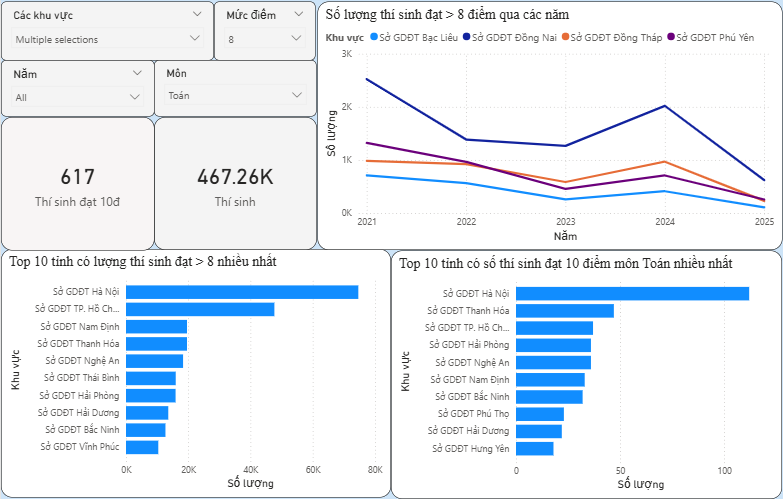 Các khu vực
Multiple selections
Mức điểm
8
Năm
All
Môn
Toán
617
Thí sinh đạt 10đ
467.26K
Thí sinh
Số lượng thí sinh đạt > 8 điểm qua các năm
Khu vực Sở GDĐT Bạc Liêu Sở GDĐT Đồng Nai Sở GDĐT Đồng Tháp Sở GDĐT Phú Yên
3K
2K
1K
0K
Số lượng
2021 2022 2023 2024 2025
Năm
Top 10 tỉnh có lượng thí sinh đạt > 8 nhiều nhất
Khu vực
Sở GDĐT Hà Nội
Sở GDĐT TP. Hồ Ch...
Sở GDĐT Nam Định
Sở GDĐT Thanh Hóa
Sở GDĐT Nghệ An
Sở GDĐT Thái Bình
Sở GDĐT Hải Phòng
Sở GDĐT Hải Dương
Sở GDĐT Bắc Ninh
Sở GDĐT Vĩnh Phúc
0K 20K 40K 60K 80K
Số lượng
Top 10 tỉnh có số thí sinh đạt 10 điểm môn Toán nhiều nhất
Khu vực
Sở GDĐT Hà Nội
Sở GDĐT Thanh Hóa
Sở GDĐT TP. Hồ Ch...
Sở GDĐT Hải Phòng
Sở GDĐT Nghệ An
Sở GDĐT Nam Định
Sở GDĐT Bắc Ninh
Sở GDĐT Phú Thọ
Sở GDĐT Hải Dương
Sở GDĐT Hưng Yên
0 50 100
Số lượng